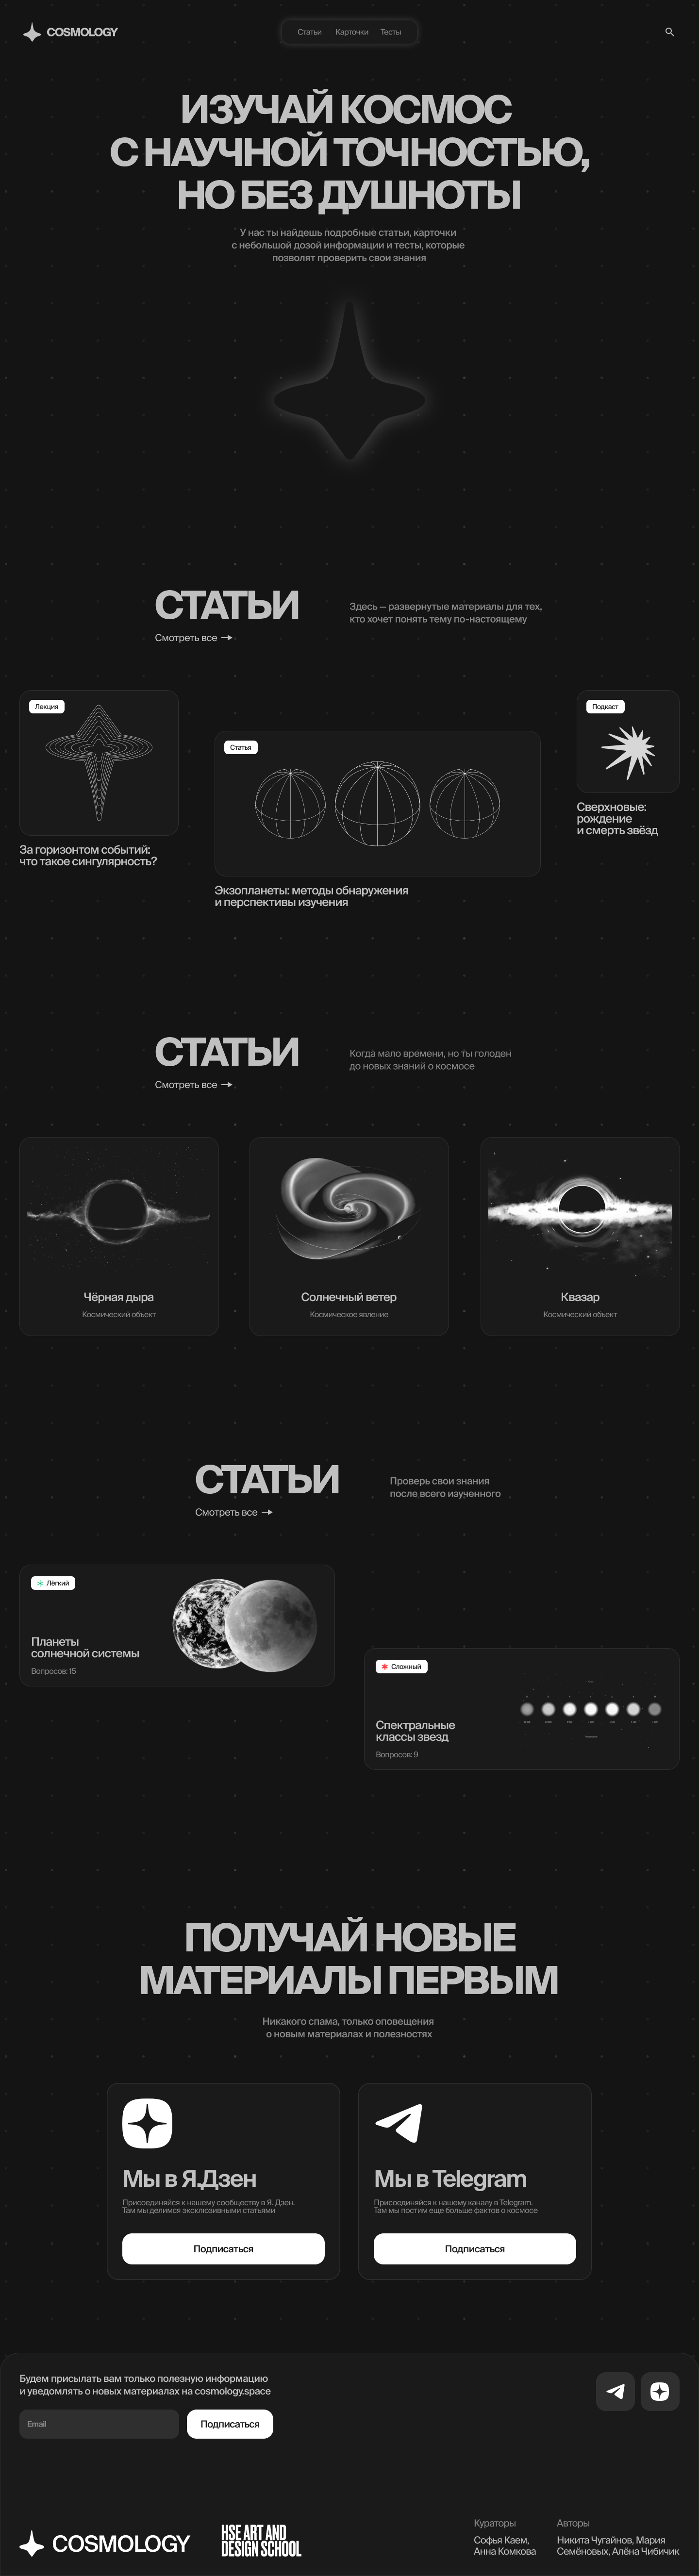 COSMOLOGY
Статьи
Карточки
Тесты
ИЗУЧАЙ КОСМОС
С НАУЧНОЙ ТОЧНОСТЬЮ,
НО БЕЗ ДУШНОТЫ
У нас ты найдешь подробные статьи, карточки
с небольшой дозой информации и тесты, которые
позволят проверить свои знания
СТАТЬИ
Смотреть все
Здесь — развернутые материалы для тех,
кто хочет понять тему по-настоящему
Лекция
За горизонтом событий:
что такое сингулярность?
Статья
Экзопланеты: методы обнаружения
и перспективы изучения
Подкаст
Сверхновые:
рождение
и смерть звёзд
СТАТЬИ
Смотреть все
Когда мало времени, но ты голоден
до новых знаний о космосе
Чёрная дыра
Космический объект
Солнечный ветер
Космическое явление
Квазар
Космический объект
СТАТЬИ
Смотреть все
Проверь свои знания
после всего изученного
Лёгкий
Планеты
солнечной системы
Вопросов: 15
Сложный
Спектральные
классы звезд
Вопросов: 9
ПОЛУЧАЙ НОВЫЕ
МАТЕРИАЛЫ ПЕРВЫМ
Никакого спама, только оповещения
о новым материалах и полезностях
Мы в Я.Дзен
Присоединяйся к нашему сообществу в Я. Дзен.
Там мы делимся эксклюзивными статьями
Подписаться
Мы в Telegram
Присоединяйся к нашему каналу в Telegram.
Там мы постим еще больше фактов о космосе
Подписаться
Будем присылать вам только полезную информацию
и уведомлять о новых материалах на cosmology.space
Email
Подписаться
COSMOLOGY
HSE ART AND
DESIGN SCHOOL
Кураторы
Софья Каем,
Анна Комкова
Авторы
Никита Чугайнов, Мария
Семёновых, Алёна Чибичик